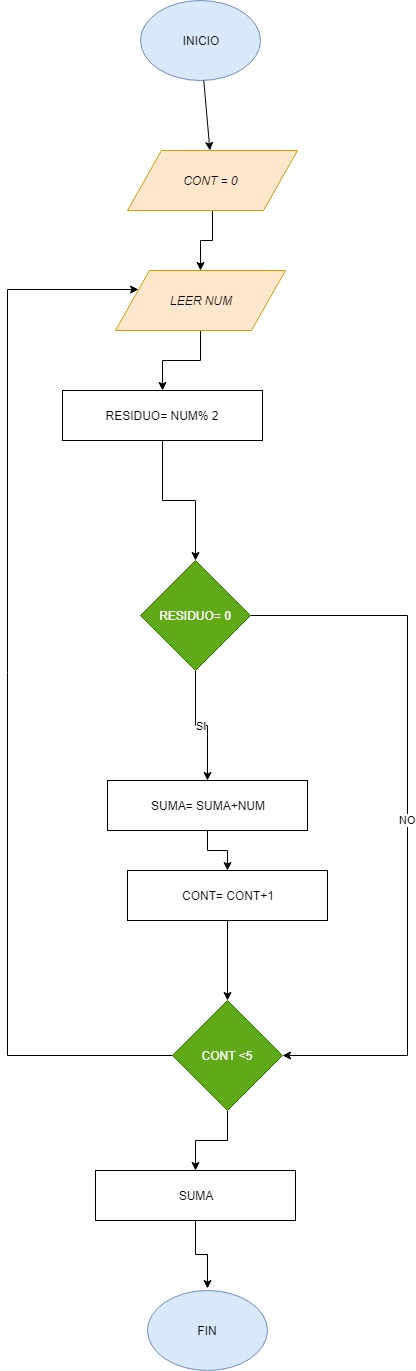 INICIO
CONT = 0
LEER NUM
RESIDUO= NUM% 2
RESIDUO= 0
SI
SUMA= SUMA+NUM
NO
CONT= CONT+1
CONT <5
SUMA
FIN